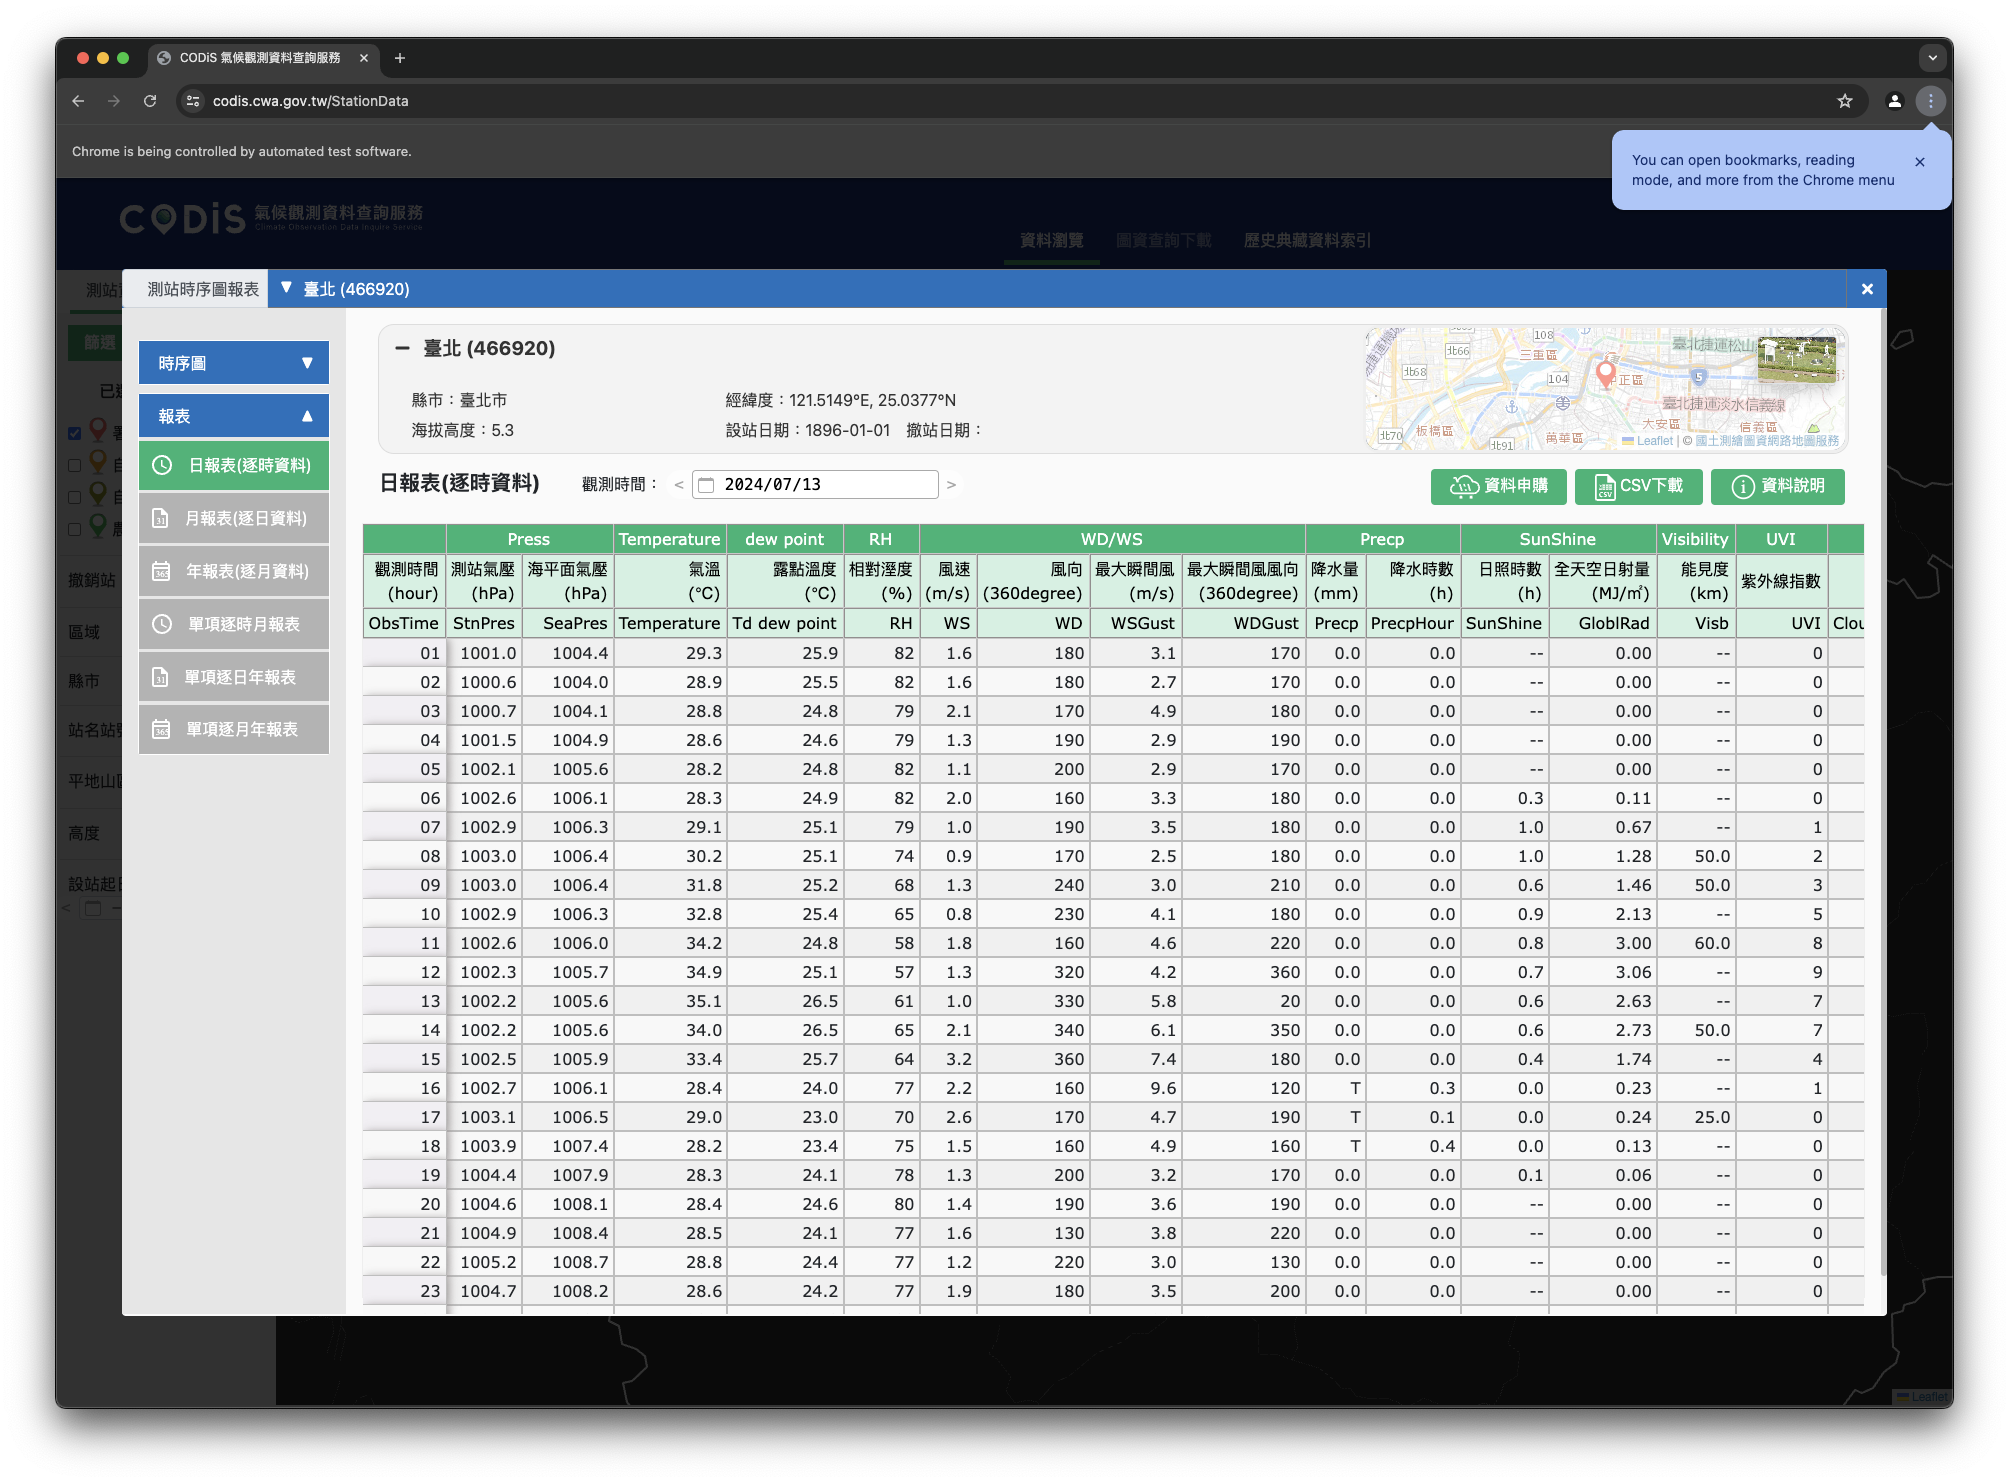 CODiS 氣候觀測資料查詢服務
codis.cwa.gov.tw/StationData
Chrome is being controlled by automated test software.
You can open bookmarks, reading
mode, and more from the Chrome menu
CODiS 氣候觀測資料查詢服務
Climate Observation Data Inquire Service
資料瀏覽 圖資查詢下載 歷史典藏資料索引
測站時序圖報表 ▼ 臺北 (466920)
測站
篩選
撤銷站
區域
縣市
平地山
高度
設站起
時序圖 ▼
報表 ▲
日報表(逐時資料)
月報表(逐日資料)
年報表(逐月資料)
單項逐時月報表
單項逐日年報表
單項逐月年報表
臺北 (466920)
縣市：臺北市 經緯度：121.5149°E, 25.0377°N
海拔高度：5.3 設站日期：1896-01-01 撤站日期：
108
北66
三重區
臺北捷運松山
北68
104
中正區
5
臺北捷運淡水信義線
大安區
信義區
北70
板橋區
北91
萬華區
Leaflet | © 國土測繪圖資網路地圖服務
日報表(逐時資料) 觀測時間： < 2024/07/13 >
資料申購 CSV下載 資料說明
Press Temperature dew point RH WD/WS Precp SunShine Visibility UVI
觀測時間 測站氣壓 海平面氣壓 氣溫 露點溫度 相對溼度 風速 風向 最大瞬間風 最大瞬間風風向 降水量 降水時數 日照時數 全天空日射量 能見度 紫外線指數
(hour) (hPa) (hPa) (℃) (℃) (%) (m/s) (360degree) (m/s) (360degree) (mm) (h) (h) (MJ/㎡) (km)
ObsTime StnPres SeaPres Temperature Td dew point RH WS WD WSGust WDGust Precp PrecpHour SunShine GloblRad Visb UVI Clou
01 1001.0 1004.4 29.3 25.9 82 1.6 180 3.1 170 0.0 0.0 -- 0.00 -- 0
02 1000.6 1004.0 28.9 25.5 82 1.6 180 2.7 170 0.0 0.0 -- 0.00 -- 0
03 1000.7 1004.1 28.8 24.8 79 2.1 170 4.9 180 0.0 0.0 -- 0.00 -- 0
04 1001.5 1004.9 28.6 24.6 79 1.3 190 2.9 190 0.0 0.0 -- 0.00 -- 0
05 1002.1 1005.6 28.2 24.8 82 1.1 200 2.9 170 0.0 0.0 -- 0.00 -- 0
06 1002.6 1006.1 28.3 24.9 82 2.0 160 3.3 180 0.0 0.0 0.3 0.11 -- 0
07 1002.9 1006.3 29.1 25.1 79 1.0 190 3.5 180 0.0 0.0 1.0 0.67 -- 1
08 1003.0 1006.4 30.2 25.1 74 0.9 170 2.5 180 0.0 0.0 1.0 1.28 50.0 2
09 1003.0 1006.4 31.8 25.2 68 1.3 240 3.0 210 0.0 0.0 0.6 1.46 50.0 3
10 1002.9 1006.3 32.8 25.4 65 0.8 230 4.1 180 0.0 0.0 0.9 2.13 -- 5
11 1002.6 1006.0 34.2 24.8 58 1.8 160 4.6 220 0.0 0.0 0.8 3.00 60.0 8
12 1002.3 1005.7 34.9 25.1 57 1.3 320 4.2 360 0.0 0.0 0.7 3.06 -- 9
13 1002.2 1005.6 35.1 26.5 61 1.0 330 5.8 20 0.0 0.0 0.6 2.63 -- 7
14 1002.2 1005.6 34.0 26.5 65 2.1 340 6.1 350 0.0 0.0 0.6 2.73 50.0 7
15 1002.5 1005.9 33.4 25.7 64 3.2 360 7.4 180 0.0 0.0 0.4 1.74 -- 4
16 1002.7 1006.1 28.4 24.0 77 2.2 160 9.6 120 T 0.3 0.0 0.23 -- 1
17 1003.1 1006.5 29.0 23.0 70 2.6 170 4.7 190 T 0.1 0.0 0.24 25.0 0
18 1003.9 1007.4 28.2 23.4 75 1.5 160 4.9 160 T 0.4 0.0 0.13 -- 0
19 1004.4 1007.9 28.3 24.1 78 1.3 200 3.2 170 0.0 0.0 0.1 0.06 -- 0
20 1004.6 1008.1 28.4 24.6 80 1.4 190 3.6 190 0.0 0.0 -- 0.00 -- 0
21 1004.9 1008.4 28.5 24.1 77 1.6 130 3.8 220 0.0 0.0 -- 0.00 -- 0
22 1005.2 1008.7 28.8 24.4 77 1.2 220 3.0 130 0.0 0.0 -- 0.00 -- 0
23 1004.7 1008.2 28.6 24.2 77 1.9 180 3.5 200 0.0 0.0 -- 0.00 -- 0
Leaflet